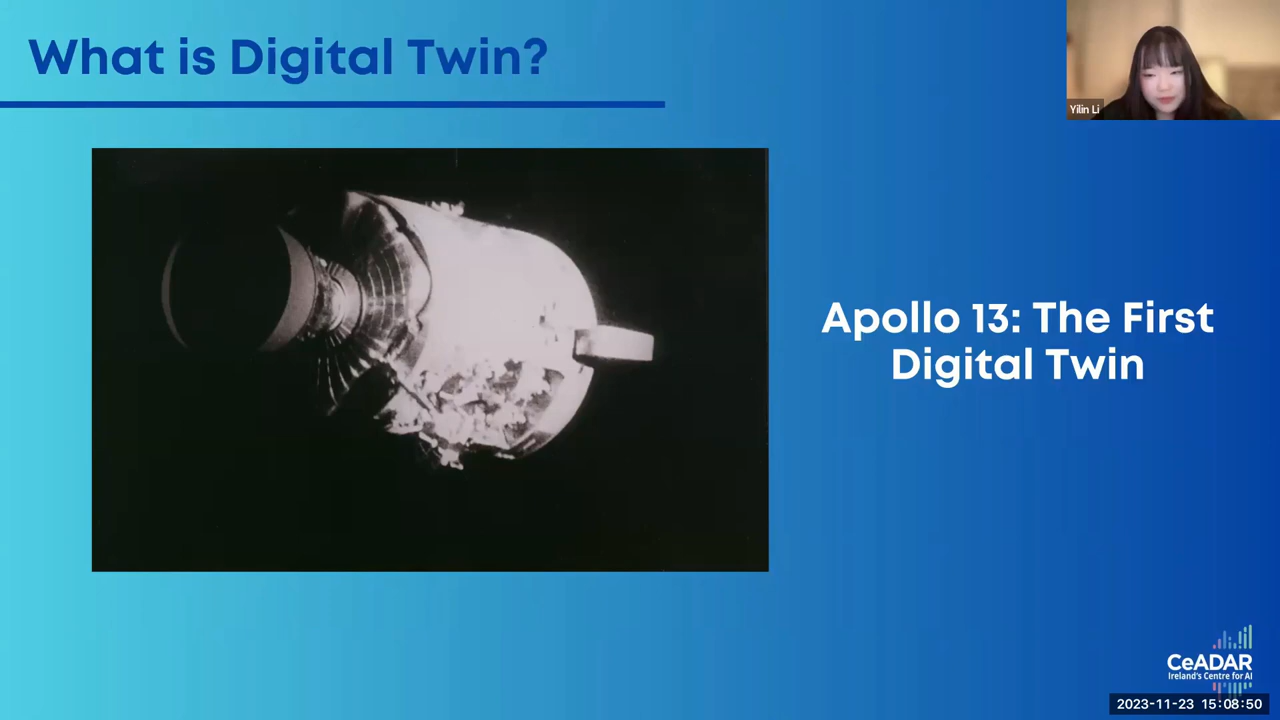 What is Digital Twin?
Yilin Li
Apollo 13: The First
Digital Twin
CeADAR
Ireland's Centre for AI
2023-11-23 15:08:50